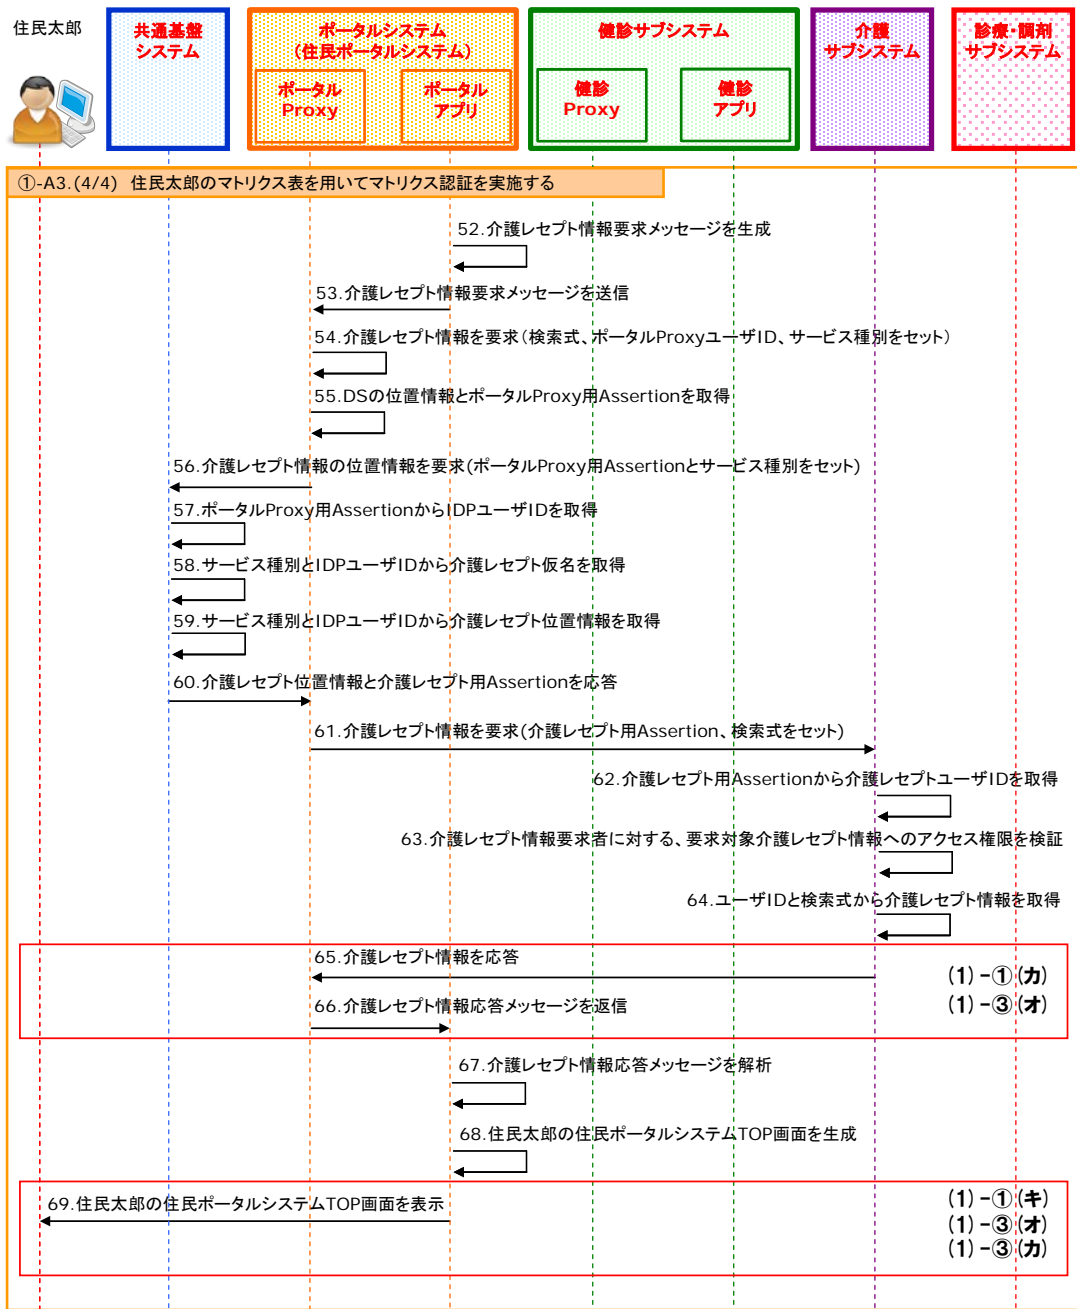 住民太郎
共通基盤
システム
ポータルシステム
(住民ポータルシステム)
ポータル
Proxy
ポータル
アプリ
健診サブシステム
健診
Proxy
健診
アプリ
介護
サブシステム
診療・調剤
サブシステム
①-A3.(4/4) 住民太郎のマトリクス表を用いてマトリクス認証を実施する
52.介護レセプト情報要求メッセージを生成
53.介護レセプト情報要求メッセージを送信
54.介護レセプト情報を要求(検索式、ポータルProxyユーザID、サービス種別をセット)
55.DSの位置情報とポータルProxy用Assertionを取得
56.介護レセプト情報の位置情報を要求(ポータルProxy用Assertionとサービス種別をセット)
57.ポータルProxy用AssertionからIDPユーザIDを取得
58.サービス種別とIDPユーザIDから介護レセプト仮名を取得
59.サービス種別とIDPユーザIDから介護レセプト位置情報を取得
60.介護レセプト位置情報と介護レセプト用Assertionを応答
61.介護レセプト情報を要求(介護レセプト用Assertion、検索式をセット)
62.介護レセプト用Assertionから介護レセプトユーザIDを取得
63.介護レセプト情報要求者に対する、要求対象介護レセプト情報へのアクセス権限を検証
64.ユーザIDと検索式から介護レセプト情報を取得
65.介護レセプト情報を応答
(1)-①(カ)
66.介護レセプト情報応答メッセージを返信
(1)-③(オ)
67.介護レセプト情報応答メッセージを解析
68.住民太郎の住民ポータルシステムTOP画面を生成
69.住民太郎の住民ポータルシステムTOP画面を表示
(1)-①(キ)
(1)-③(オ)
(1)-③(カ)